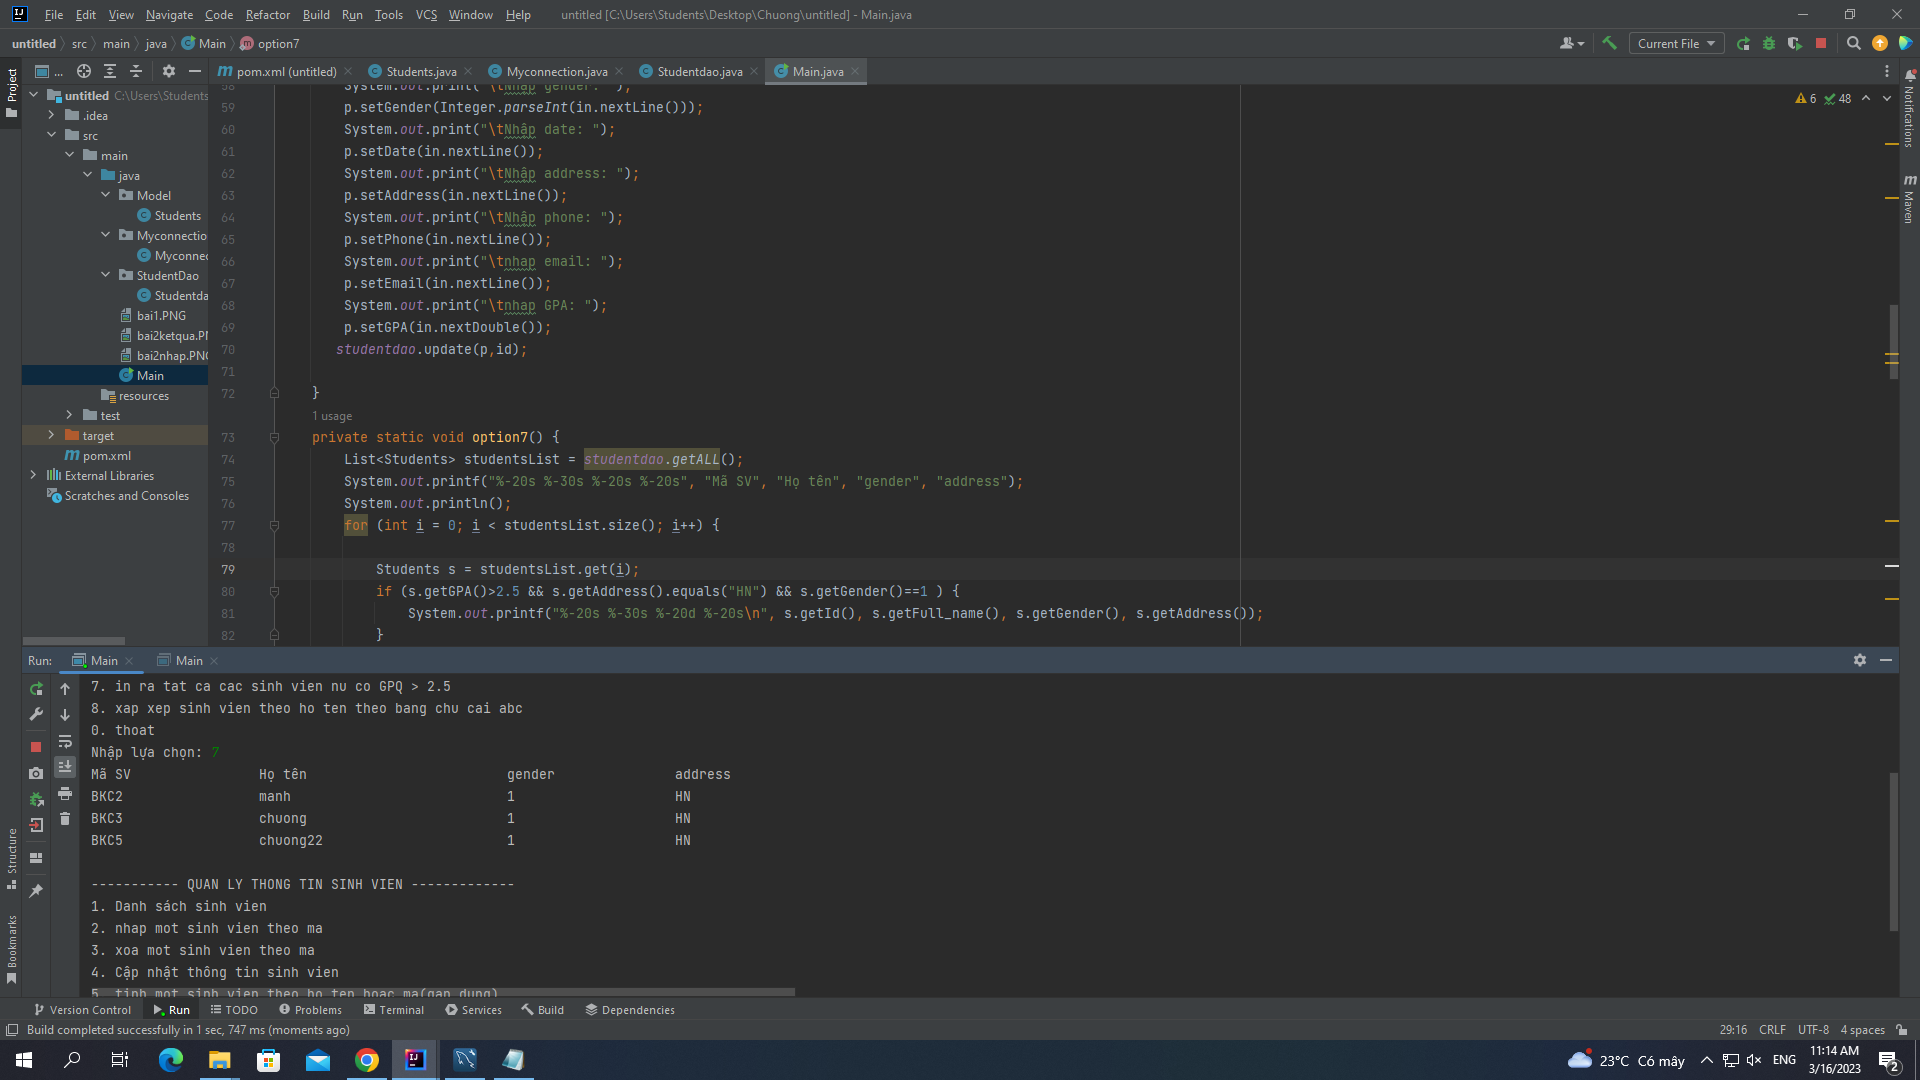 File Edit View Navigate Code Refactor Build Run Tools VCS Window Help untitled [C:\Users\Students\Desktop\Chuong\untitled] - Main.java
untitled src main java Main option7
Current File
Project
...
pom.xml (untitled) Students.java Myconnection.java Studentdao.java Main.java
untitled C:\Users\Students
.idea
src
main
java
Model
Students
Myconnectio
Myconnec
StudentDao
Studentda
bai1.PNG
bai2ketqua.PN
bai2nhap.PNG
Main
resources
test
target
pom.xml
External Libraries
Scratches and Consoles
6 48
58 System.out.print("\tNhập gender: ");
59 p.setGender(Integer.parseInt(in.nextLine()));
60 System.out.print("\tNhập date: ");
61 p.setDate(in.nextLine());
62 System.out.print("\tNhập address: ");
63 p.setAddress(in.nextLine());
64 System.out.print("\tNhập phone: ");
65 p.setPhone(in.nextLine());
66 System.out.print("\tnhap email: ");
67 p.setEmail(in.nextLine());
68 System.out.print("\tnhap GPA: ");
69 p.setGPA(in.nextDouble());
70 studentdao.update(p,id);
71
72 }
1 usage
73 private static void option7() {
74 List<Students> studentsList = studentdao.getALL();
75 System.out.printf("%-20s %-30s %-20s %-20s", "Mã SV", "Họ tên", "gender", "address");
76 System.out.println();
77 for (int i = 0; i < studentsList.size(); i++) {
78
79 Students s = studentsList.get(i);
80 if (s.getGPA()>2.5 && s.getAddress().equals("HN") && s.getGender()==1 ) {
81 System.out.printf("%-20s %-30s %-20d %-20s\n", s.getId(), s.getFull_name(), s.getGender(), s.getAddress());
82 }
Notifications
Maven
Run: Main Main
7. in ra tat ca cac sinh vien nu co GPQ > 2.5
8. xap xep sinh vien theo ho ten theo bang chu cai abc
0. thoat
Nhập lựa chọn: 7
Mã SV Họ tên gender address
BKC2 manh 1 HN
BKC3 chuong 1 HN
BKC5 chuong22 1 HN
----------- QUAN LY THONG TIN SINH VIEN -------------
1. Danh sách sinh vien
2. nhap mot sinh vien theo ma
3. xoa mot sinh vien theo ma
4. Cập nhật thông tin sinh vien
5. tinh mot sinh vien theo ho ten hoac ma(gan dung)
Structure
Bookmarks
Version Control Run TODO Problems Terminal Services Build Dependencies
Build completed successfully in 1 sec, 747 ms (moments ago) 29:16 CRLF UTF-8 4 spaces
23°C Có mây ENG 11:14 AM
3/16/2023
2